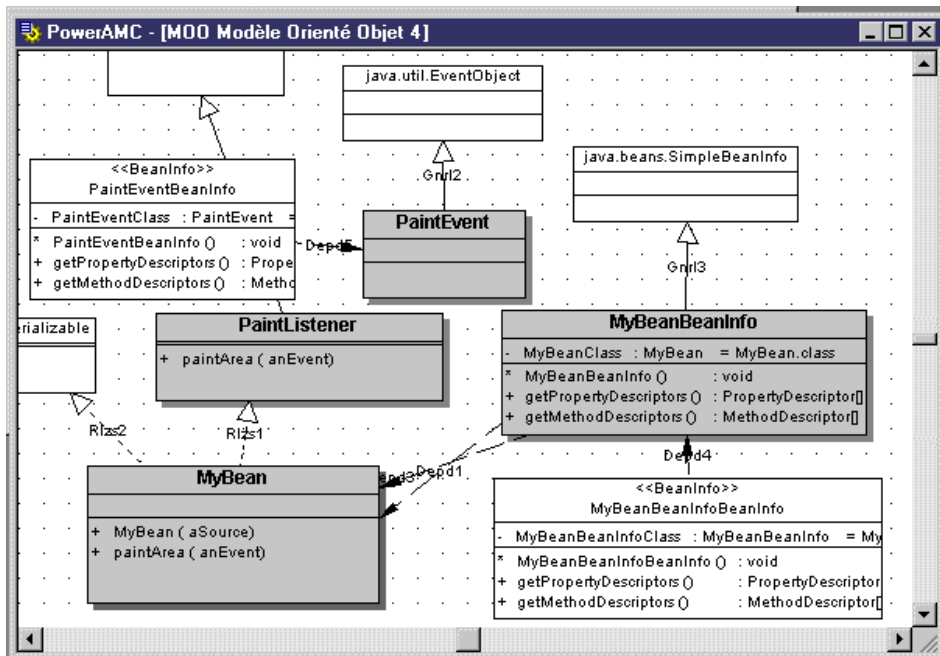 PowerAMC - [MOO Modèle Orienté Objet 4]
java.util.EventObject
Gnrl2
<<BeanInfo>>
PaintEventBeanInfo
- PaintEventClass : PaintEvent =
* PaintEventBeanInfo () : void
+ getPropertyDescriptors () : Prope
+ getMethodDescriptors () : Metho
Depd5
PaintEvent
java.beans.SimpleBeanInfo
Gnrl3
erializable
PaintListener
+ paintArea ( anEvent)
Rlzs2
Rlzs1
MyBeanBeanInfo
- MyBeanClass : MyBean = MyBean.class
* MyBeanBeanInfo () : void
+ getPropertyDescriptors () : PropertyDescriptor[]
+ getMethodDescriptors () : MethodDescriptor[]
epd3
Depd1
Depd4
MyBean
+ MyBean ( aSource)
+ paintArea ( anEvent)
<<BeanInfo>>
MyBeanBeanInfoBeanInfo
- MyBeanBeanInfoClass : MyBeanBeanInfo = My
* MyBeanBeanInfoBeanInfo () : void
+ getPropertyDescriptors () : PropertyDescriptor
+ getMethodDescriptors () : MethodDescriptor[]